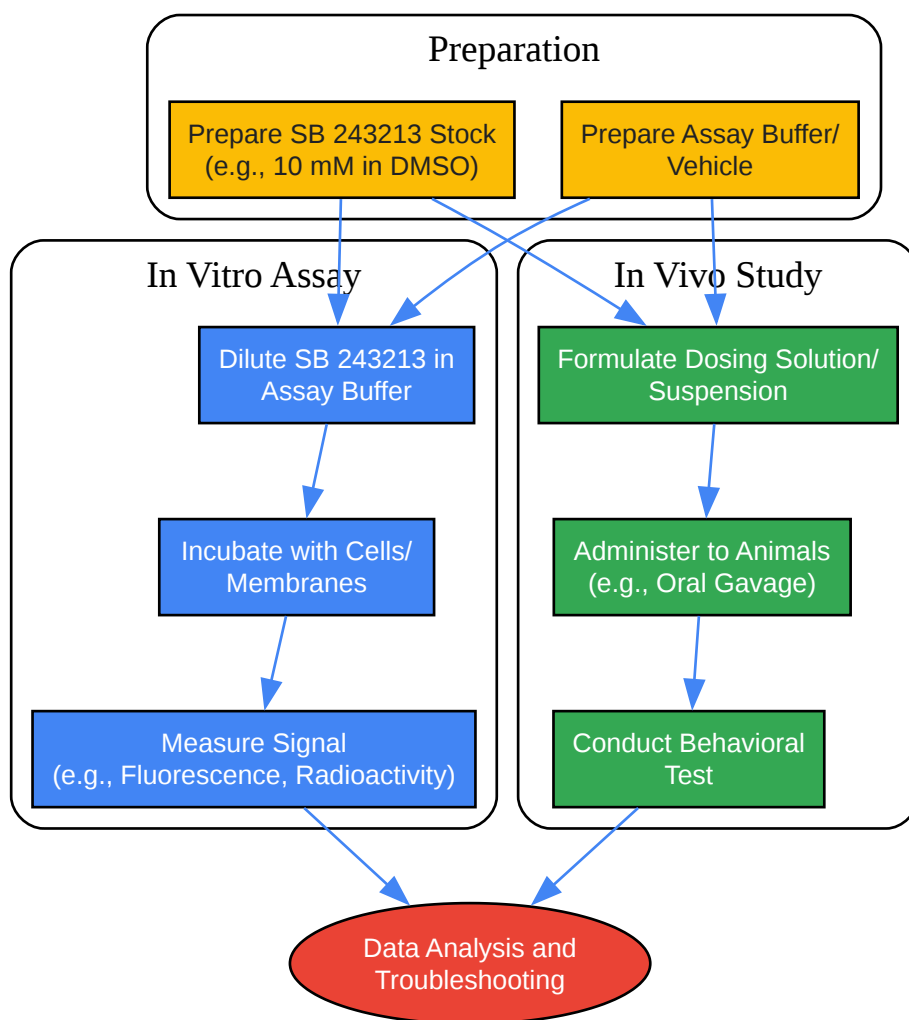 Preparation
Prepare SB 243213 Stock
(e.g., 10 mM in DMSO)
Prepare Assay Buffer/
Vehicle
In Vitro Assay
Dilute SB 243213 in
Assay Buffer
Incubate with Cells/
Membranes
Measure Signal
(e.g., Fluorescence, Radioactivity)
In Vivo Study
Formulate Dosing Solution/
Suspension
Administer to Animals
(e.g., Oral Gavage)
Conduct Behavioral
Test
Data Analysis and
Troubleshooting